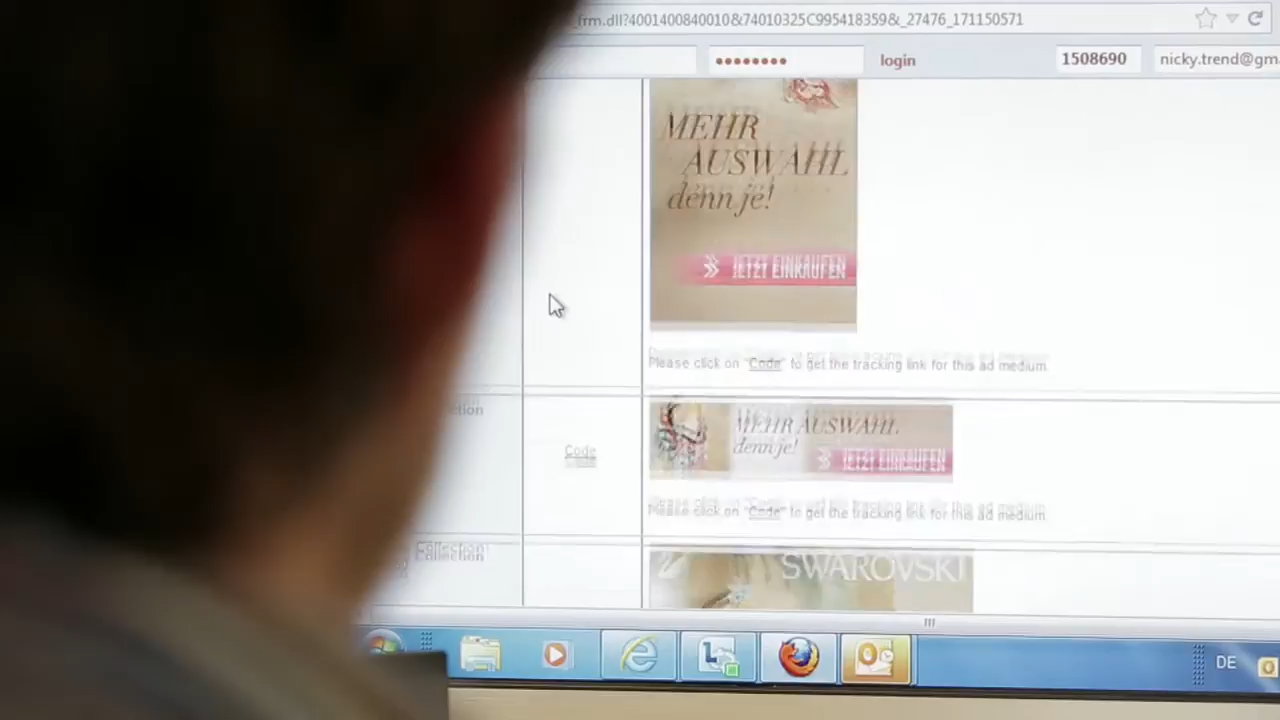 _frm.dll?4001400840010&74010325C995418359&_27476_171150571
login
1508690
nicky.trend@gm
MEHR
AUSWAHL
denn je!
JETZT EINKAUFEN
Please click on "Code" to get the tracking link for this ad medium.
Code
MEHR AUSWAHL
denn je!
JETZT EINKAUFEN
Please click on "Code" to get the tracking link for this ad medium.
SWAROVSKI
DE